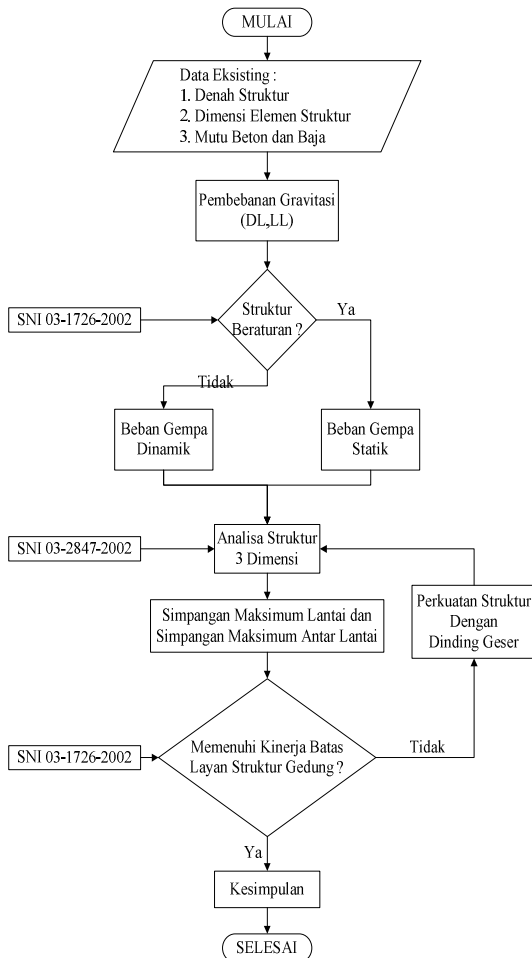 MULAI
Data Eksisting :
1. Denah Struktur
2. Dimensi Elemen Struktur
3. Mutu Beton dan Baja
Pembebanan Gravitasi
(DL,LL)
SNI 03-1726-2002
Struktur
Beraturan ?
Ya
Tidak
Beban Gempa
Dinamik
Beban Gempa
Statik
SNI 03-2847-2002
Analisa Struktur
3 Dimensi
Simpangan Maksimum Lantai dan
Simpangan Maksimum Antar Lantai
Perkuatan Struktur
Dengan
Dinding Geser
SNI 03-1726-2002
Memenuhi Kinerja Batas
Layan Struktur Gedung ?
Tidak
Ya
Kesimpulan
SELESAI